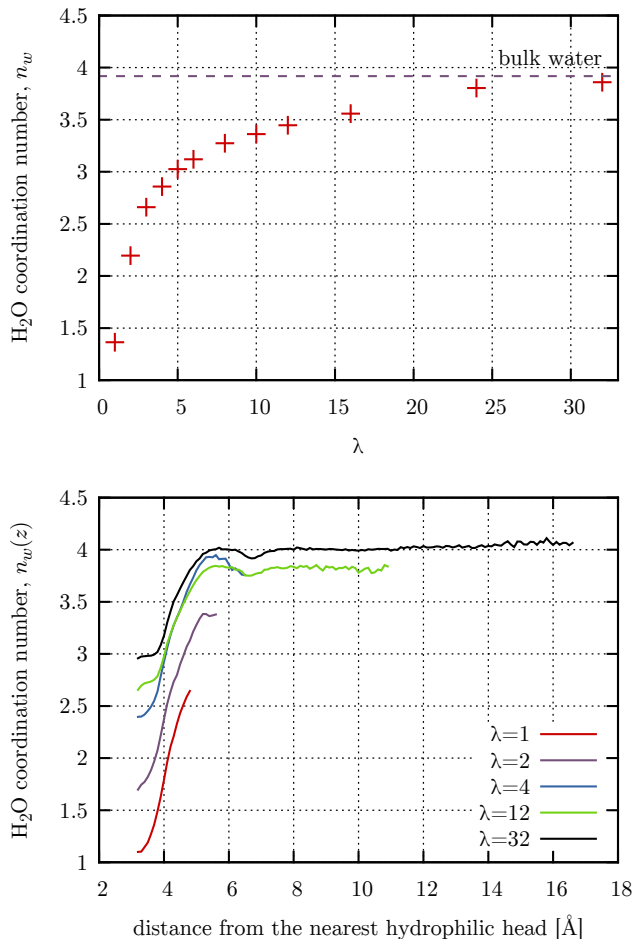 4.5
4
3.5
3
2.5
2
1.5
1
H₂O coordination number, n_w
bulk water
0 5 10 15 20 25 30
λ
4.5
4
3.5
3
2.5
2
1.5
1
H₂O coordination number, n_w(z)
λ=1
λ=2
λ=4
λ=12
λ=32
2 4 6 8 10 12 14 16 18
distance from the nearest hydrophilic head [Å]